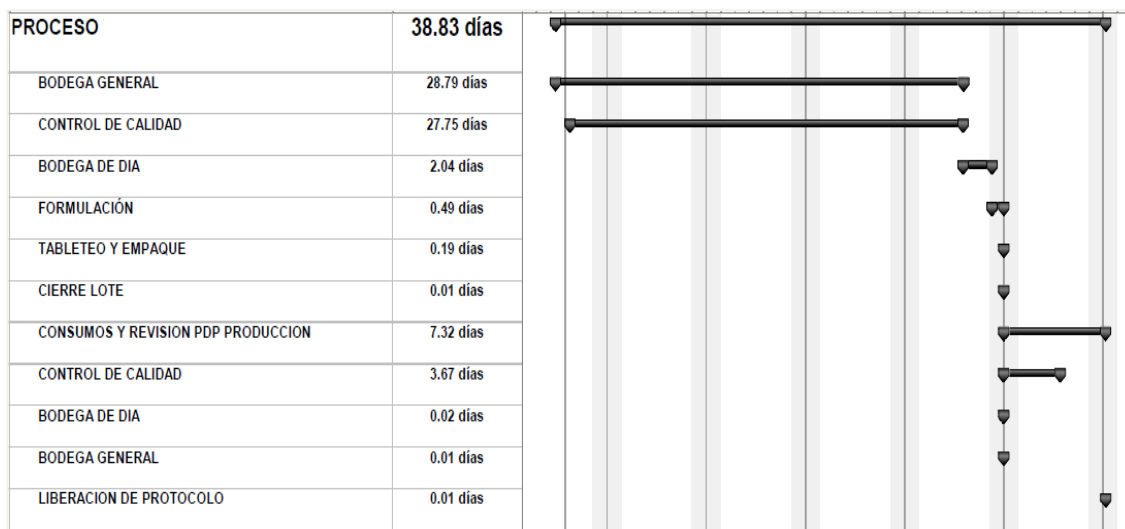 PROCESO 38.83 días
BODEGA GENERAL 28.79 días
CONTROL DE CALIDAD 27.75 días
BODEGA DE DIA 2.04 días
FORMULACIÓN 0.49 días
TABLETEO Y EMPAQUE 0.19 días
CIERRE LOTE 0.01 días
CONSUMOS Y REVISION PDP PRODUCCION 7.32 días
CONTROL DE CALIDAD 3.67 días
BODEGA DE DIA 0.02 días
BODEGA GENERAL 0.01 días
LIBERACION DE PROTOCOLO 0.01 días